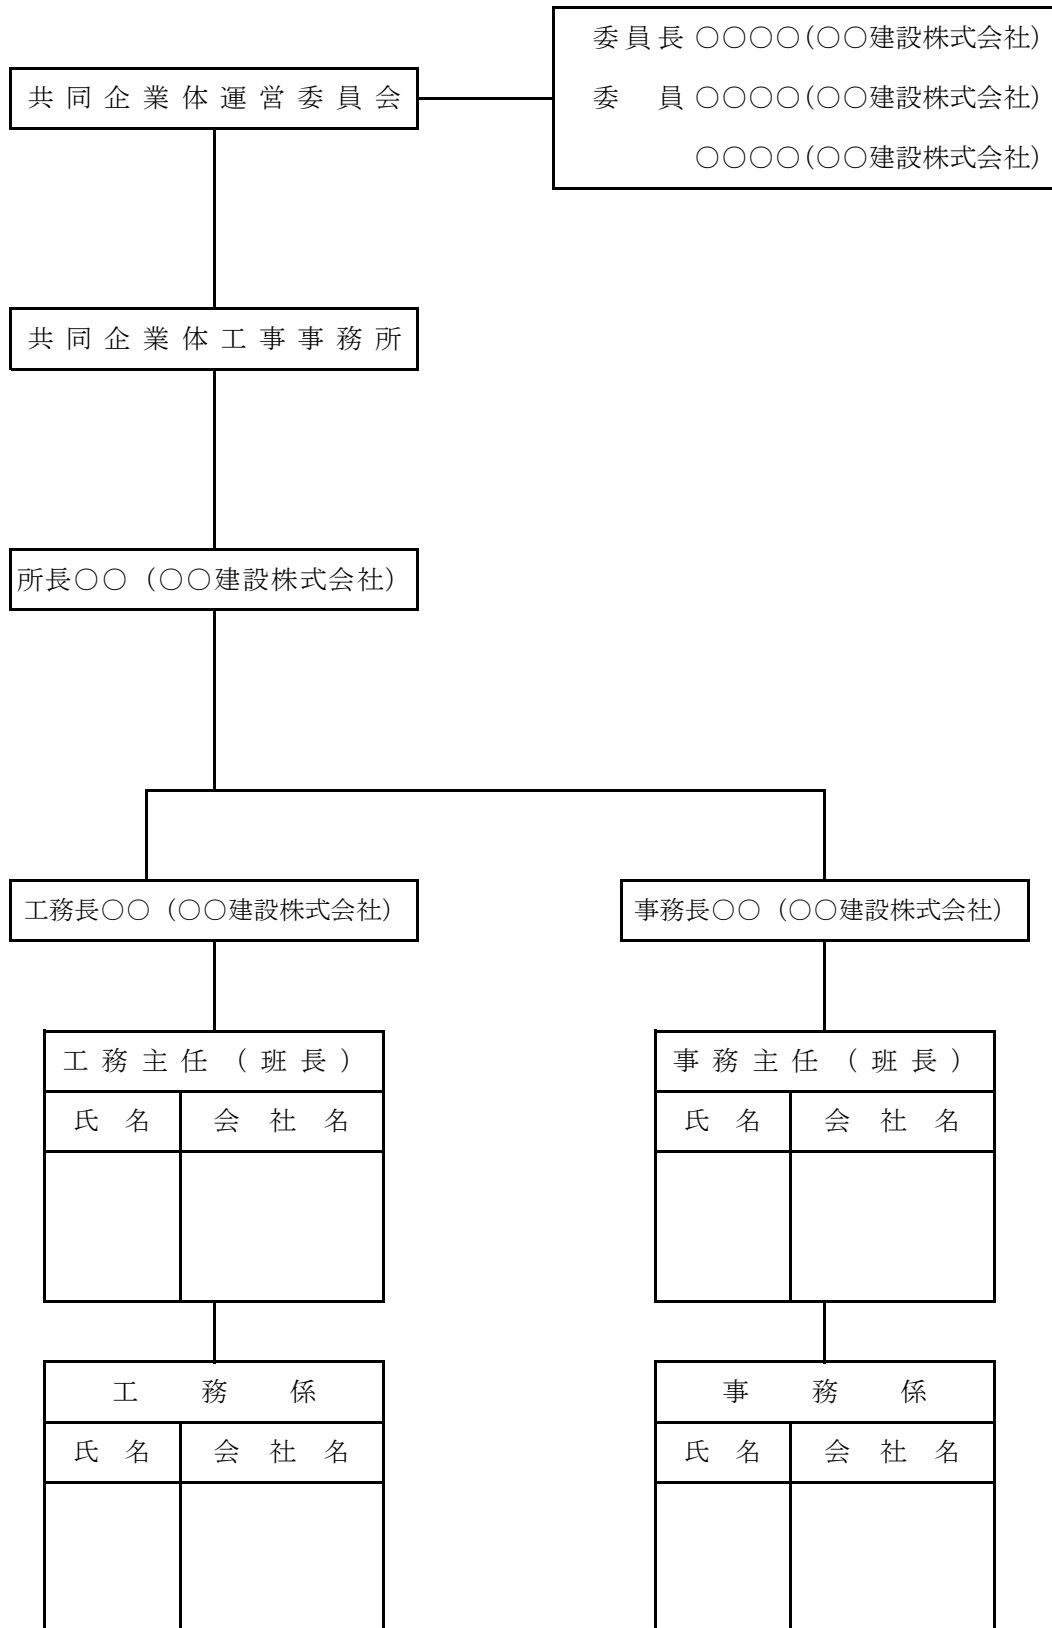 委員長 ○○○○(○○建設株式会社)
共同企業体運営委員会
委　員 ○○○○(○○建設株式会社)
○○○○(○○建設株式会社)
共同企業体工事事務所
所長○○（○○建設株式会社）
工務長○○（○○建設株式会社）
事務長○○（○○建設株式会社）
工務主任（班長）
事務主任（班長）
氏名 会社名
氏名 会社名
工務係
事務係
氏名 会社名
氏名 会社名